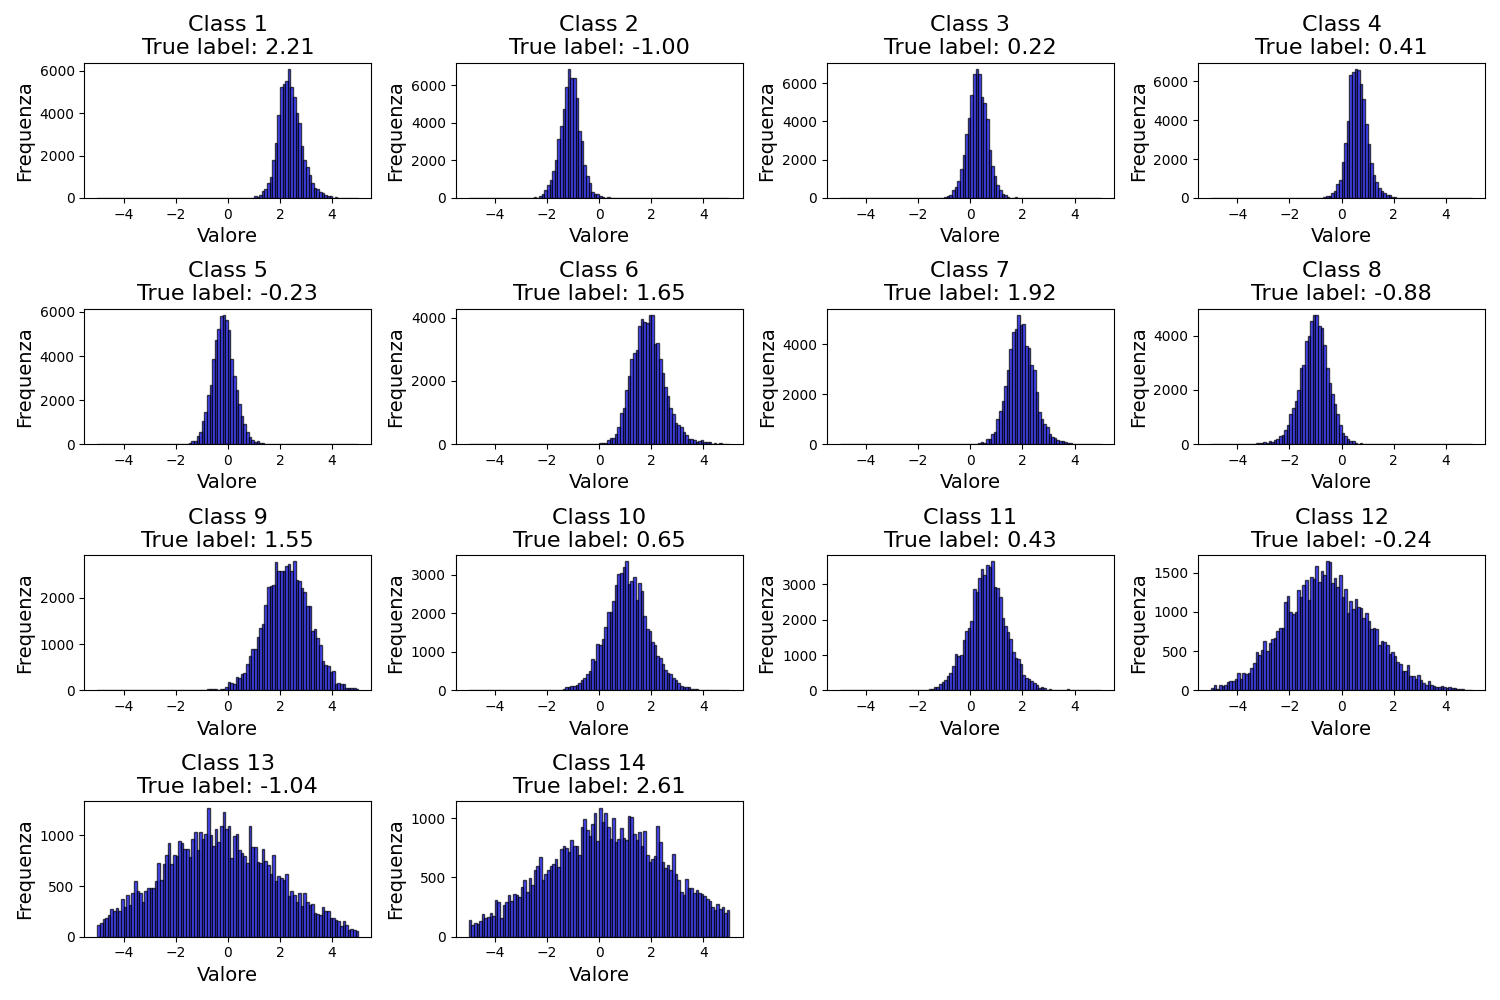 Class 1
True label: 2.21
Frequenza
6000
4000
2000
0
−4 −2 0 2 4
Valore
Class 2
True label: -1.00
Frequenza
6000
4000
2000
0
−4 −2 0 2 4
Valore
Class 3
True label: 0.22
Frequenza
6000
4000
2000
0
−4 −2 0 2 4
Valore
Class 4
True label: 0.41
Frequenza
6000
4000
2000
0
−4 −2 0 2 4
Valore
Class 5
True label: -0.23
Frequenza
6000
4000
2000
0
−4 −2 0 2 4
Valore
Class 6
True label: 1.65
Frequenza
4000
2000
0
−4 −2 0 2 4
Valore
Class 7
True label: 1.92
Frequenza
4000
2000
0
−4 −2 0 2 4
Valore
Class 8
True label: -0.88
Frequenza
4000
2000
0
−4 −2 0 2 4
Valore
Class 9
True label: 1.55
Frequenza
2000
1000
0
−4 −2 0 2 4
Valore
Class 10
True label: 0.65
Frequenza
3000
2000
1000
0
−4 −2 0 2 4
Valore
Class 11
True label: 0.43
Frequenza
3000
2000
1000
0
−4 −2 0 2 4
Valore
Class 12
True label: -0.24
Frequenza
1500
1000
500
0
−4 −2 0 2 4
Valore
Class 13
True label: -1.04
Frequenza
1000
500
0
−4 −2 0 2 4
Valore
Class 14
True label: 2.61
Frequenza
1000
500
0
−4 −2 0 2 4
Valore